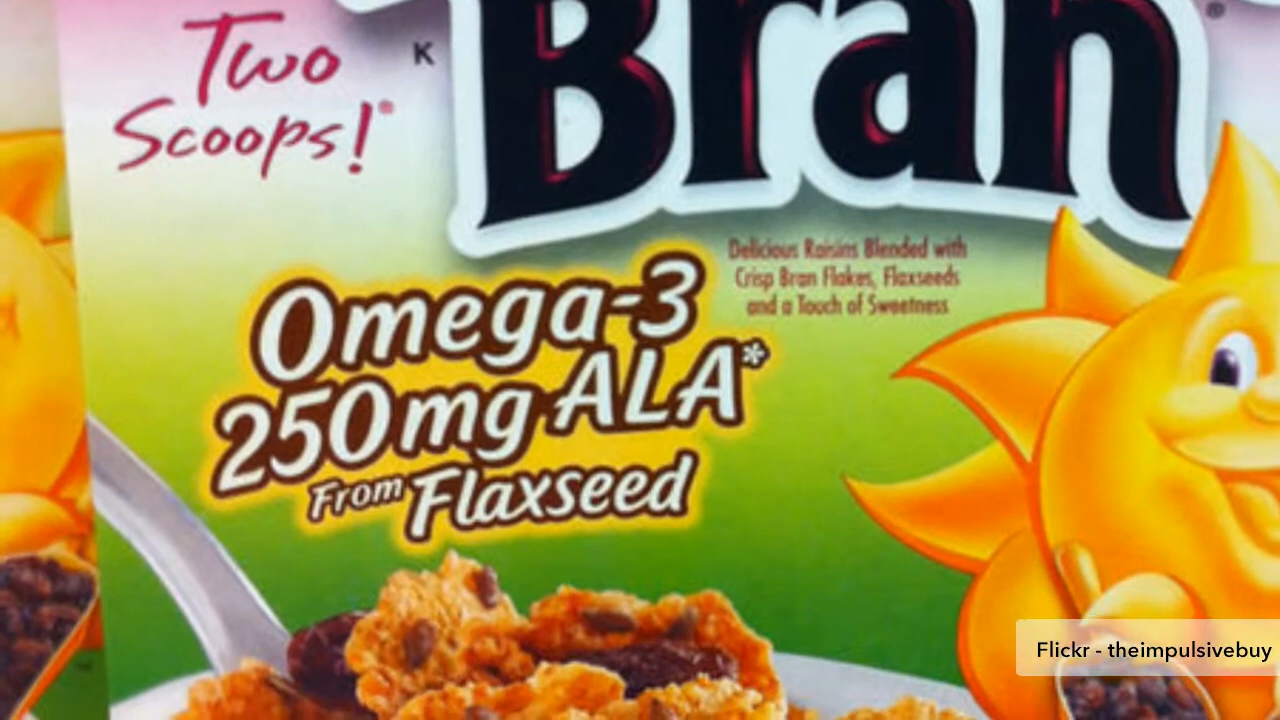 Two
Scoops!®
K
Bran®
Delicious Raisins Blended with
Crisp Bran Flakes, Flaxseeds
and a Touch of Sweetness
Omega-3
250mg ALA*
From Flaxseed
Flickr - theimpulsivebuy